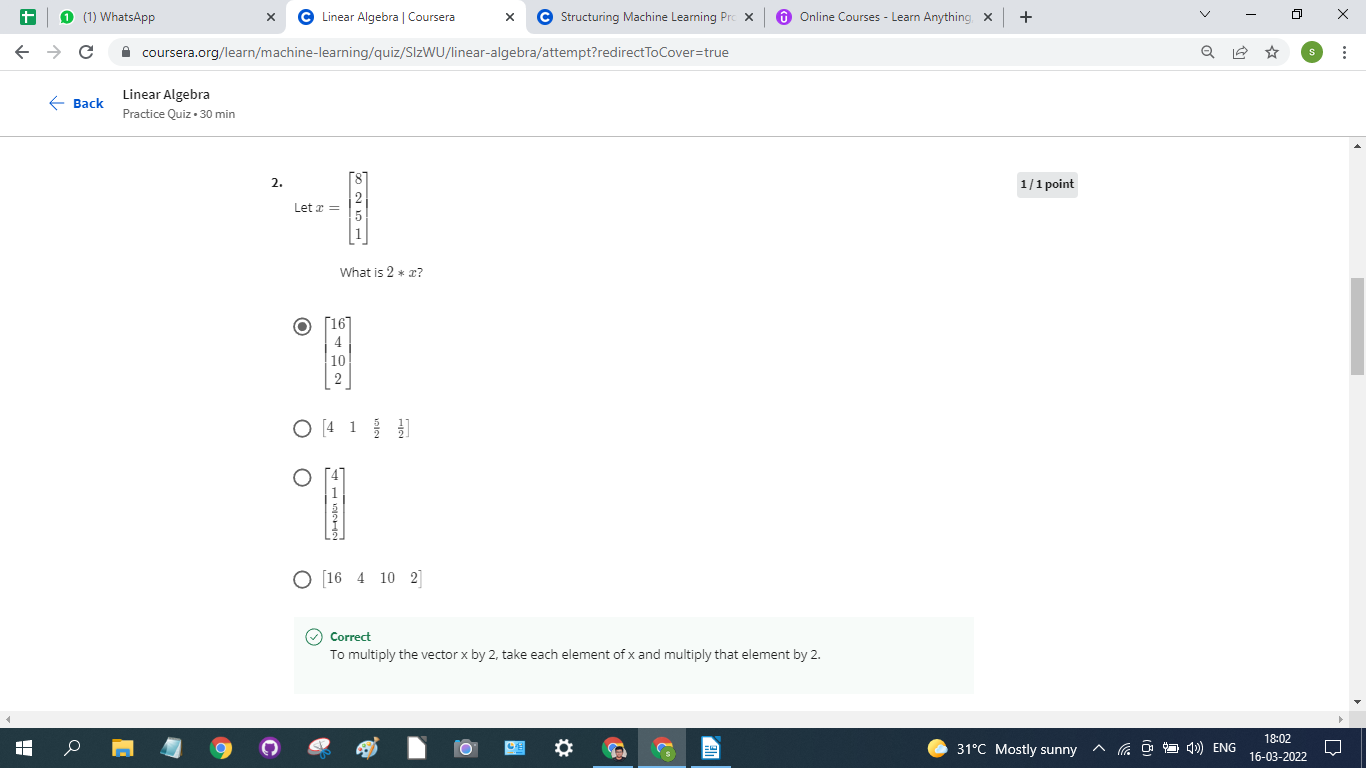 (1) WhatsApp
Linear Algebra | Coursera
Structuring Machine Learning Pro
Online Courses - Learn Anything,
coursera.org/learn/machine-learning/quiz/SlzWU/linear-algebra/attempt?redirectToCover=true
S
Back
Linear Algebra
Practice Quiz • 30 min
2.
1 / 1 point
Let x = [8
2
5
1]
What is 2 * x?
[16
4
10
2]
[4 1 5/2 1/2]
[4
1
5/2
1/2]
[16 4 10 2]
Correct
To multiply the vector x by 2, take each element of x and multiply that element by 2.
31°C Mostly sunny
ENG
18:02
16-03-2022